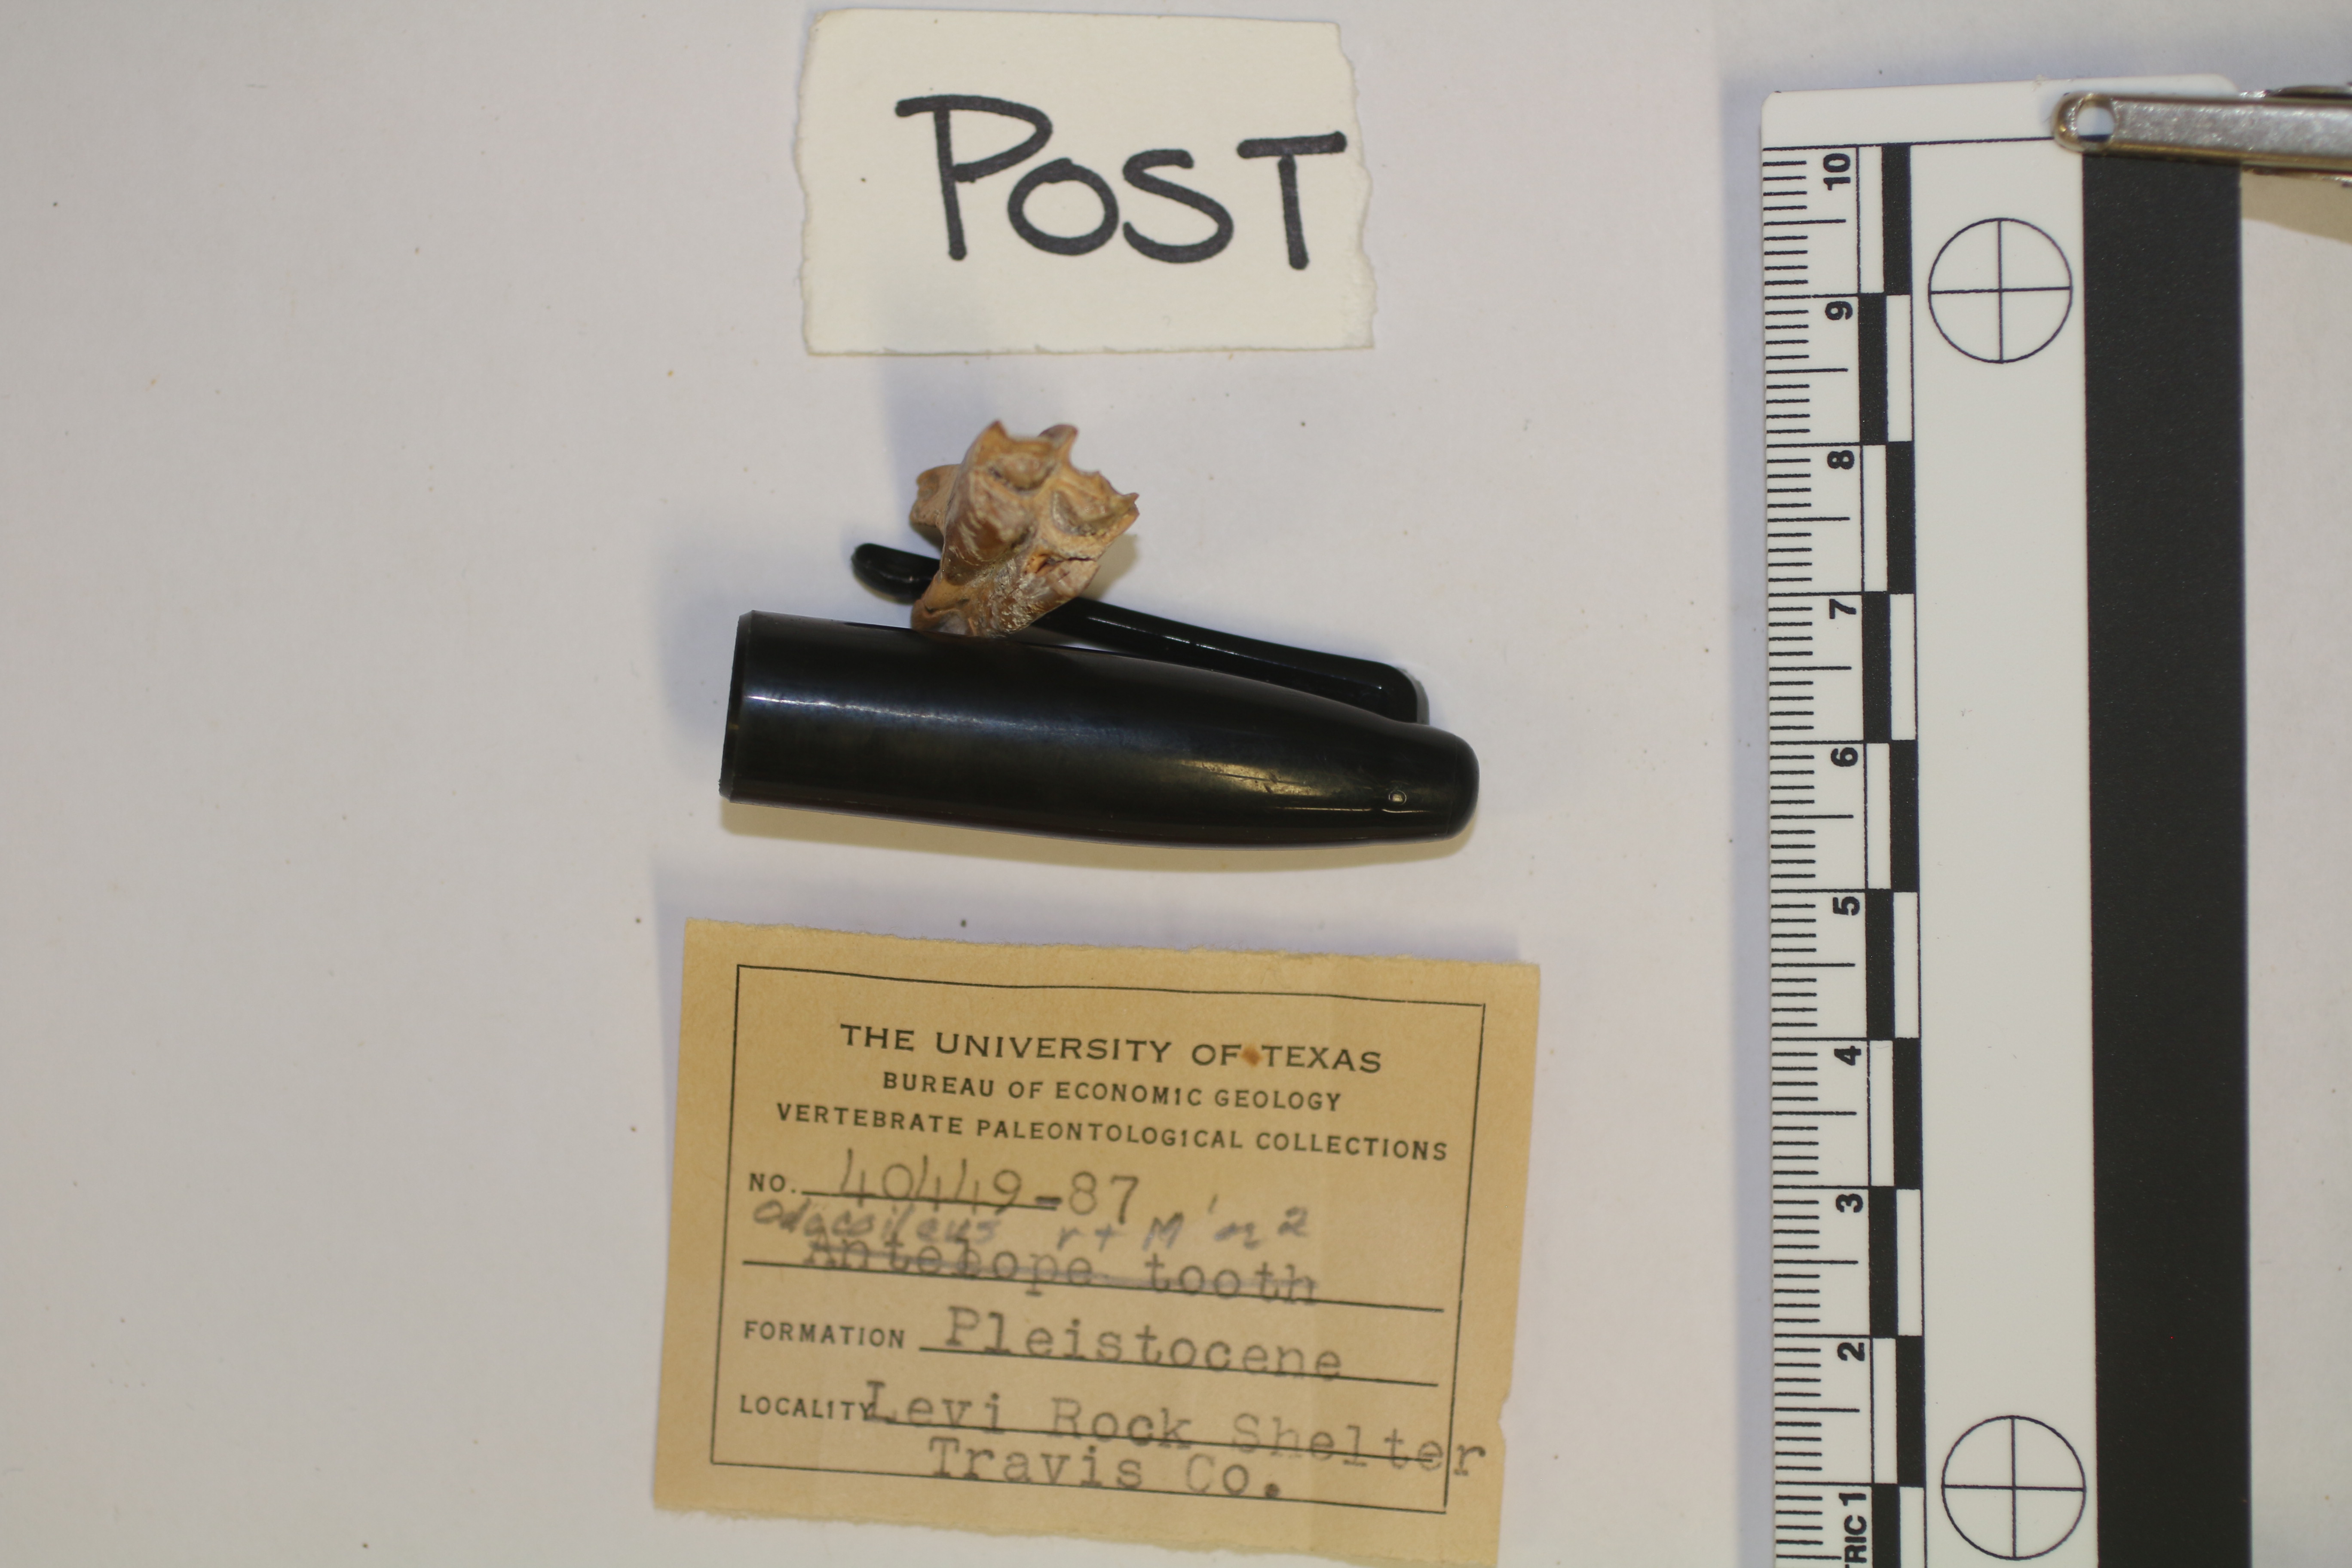 POST
THE UNIVERSITY OF TEXAS
BUREAU OF ECONOMIC GEOLOGY
VERTEBRATE PALEONTOLOGICAL COLLECTIONS
NO. 40449-87
Odocoileus rt M 1 or 2
Antelope tooth
FORMATION Pleistocene
LOCALITY Levi Rock Shelter
Travis Co.
10
9
8
7
6
5
4
3
2
TRIC 1